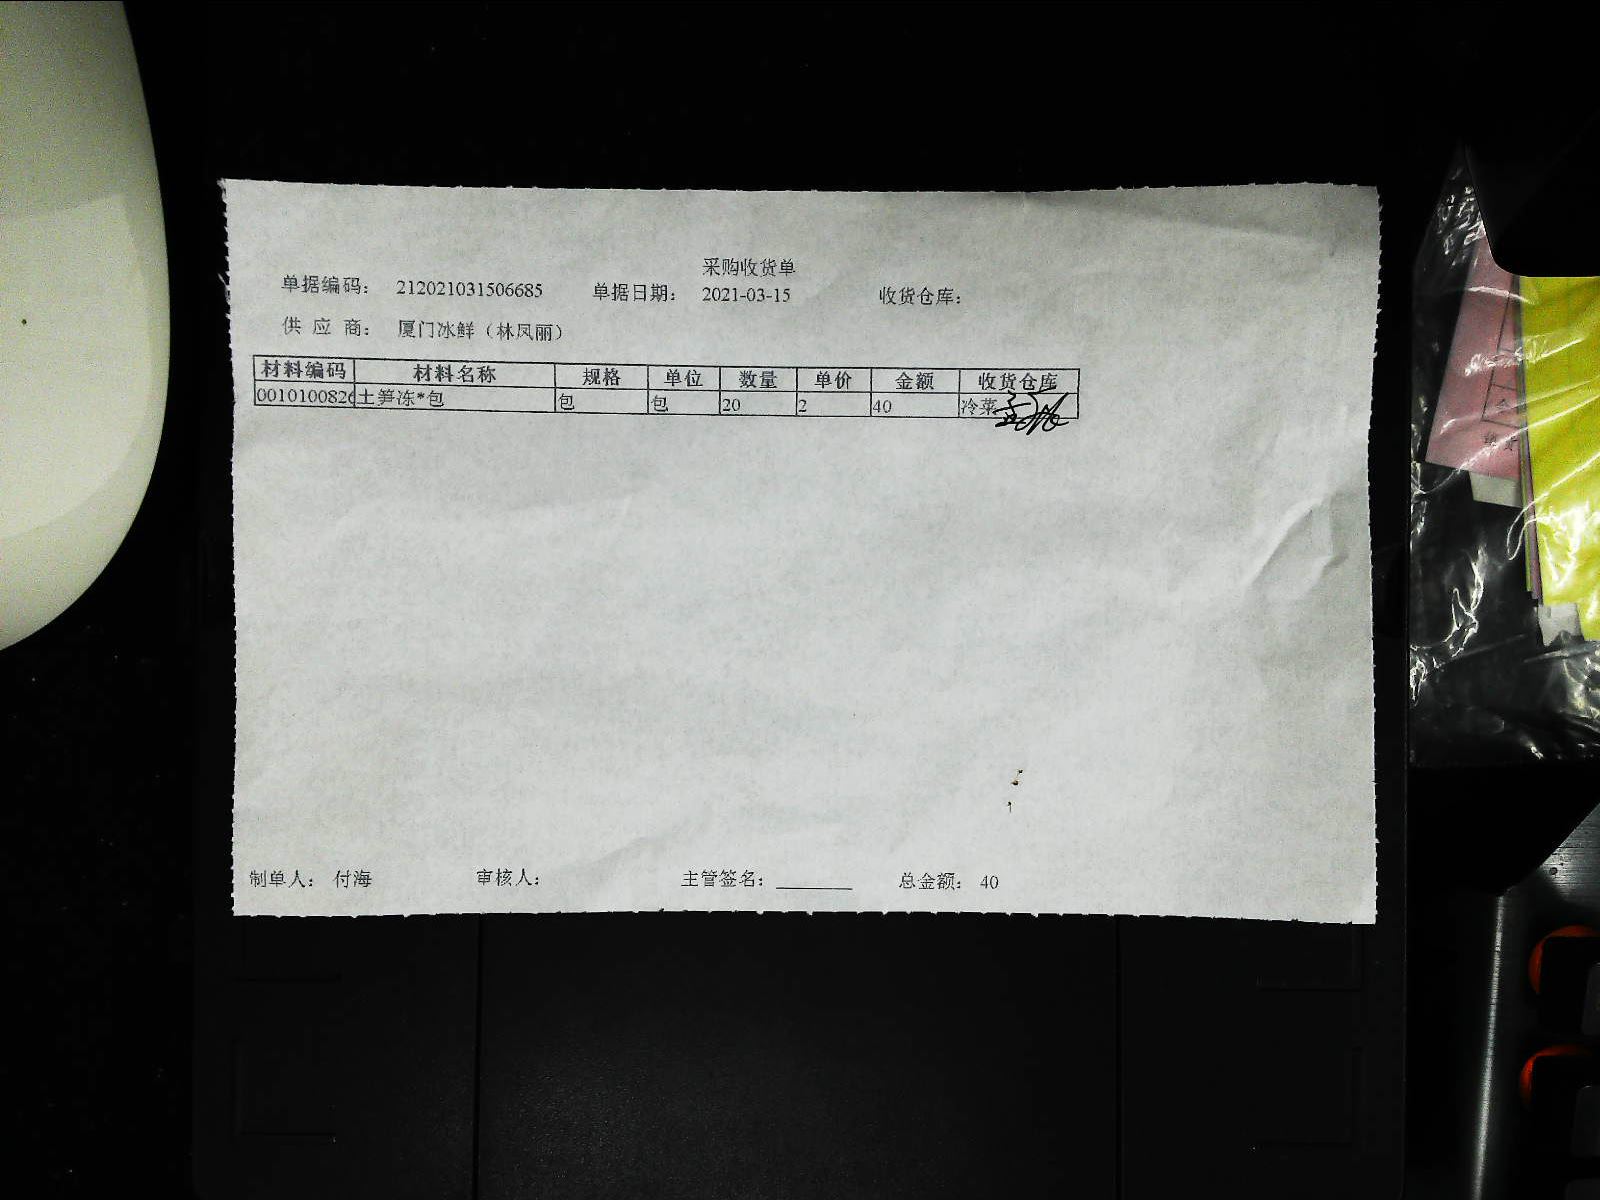 采购收货单
单据编码： 212021031506685 单据日期： 2021-03-15 收货仓库：
供 应 商： 厦门冰鲜（林凤丽）
材料编码 材料名称 规格 单位 数量 单价 金额 收货仓库
0010100826 土笋冻*包 包 包 20 2 40 冷菜
制单人： 付海 审核人： 主管签名： ________ 总金额： 40